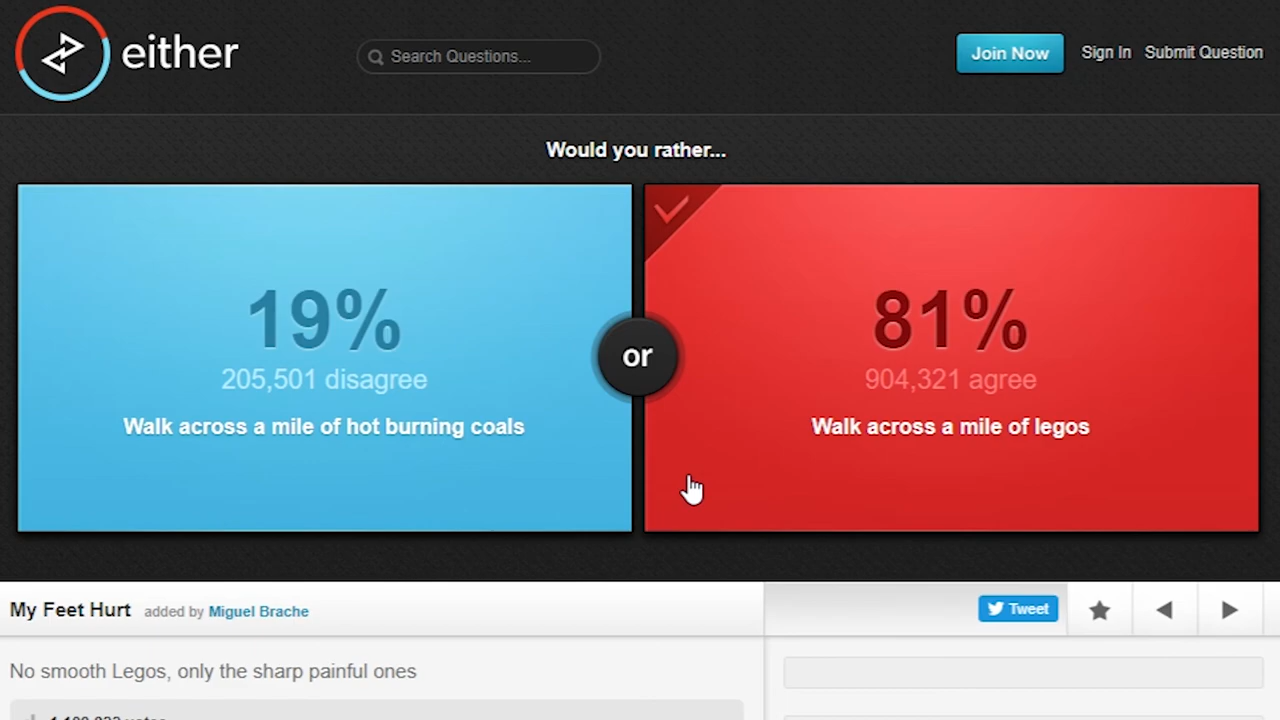 either
Search Questions...
Join Now
Sign In
Submit Question
Would you rather...
19%
205,501 disagree
Walk across a mile of hot burning coals
or
81%
904,321 agree
Walk across a mile of legos
My Feet Hurt added by Miguel Brache
Tweet
No smooth Legos, only the sharp painful ones